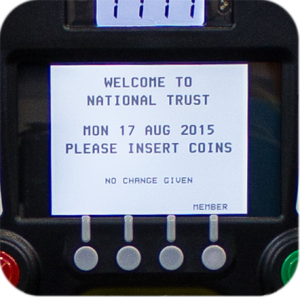 WELCOME TO
NATIONAL TRUST
MON 17 AUG 2015
PLEASE INSERT COINS
NO CHANGE GIVEN
MEMBER